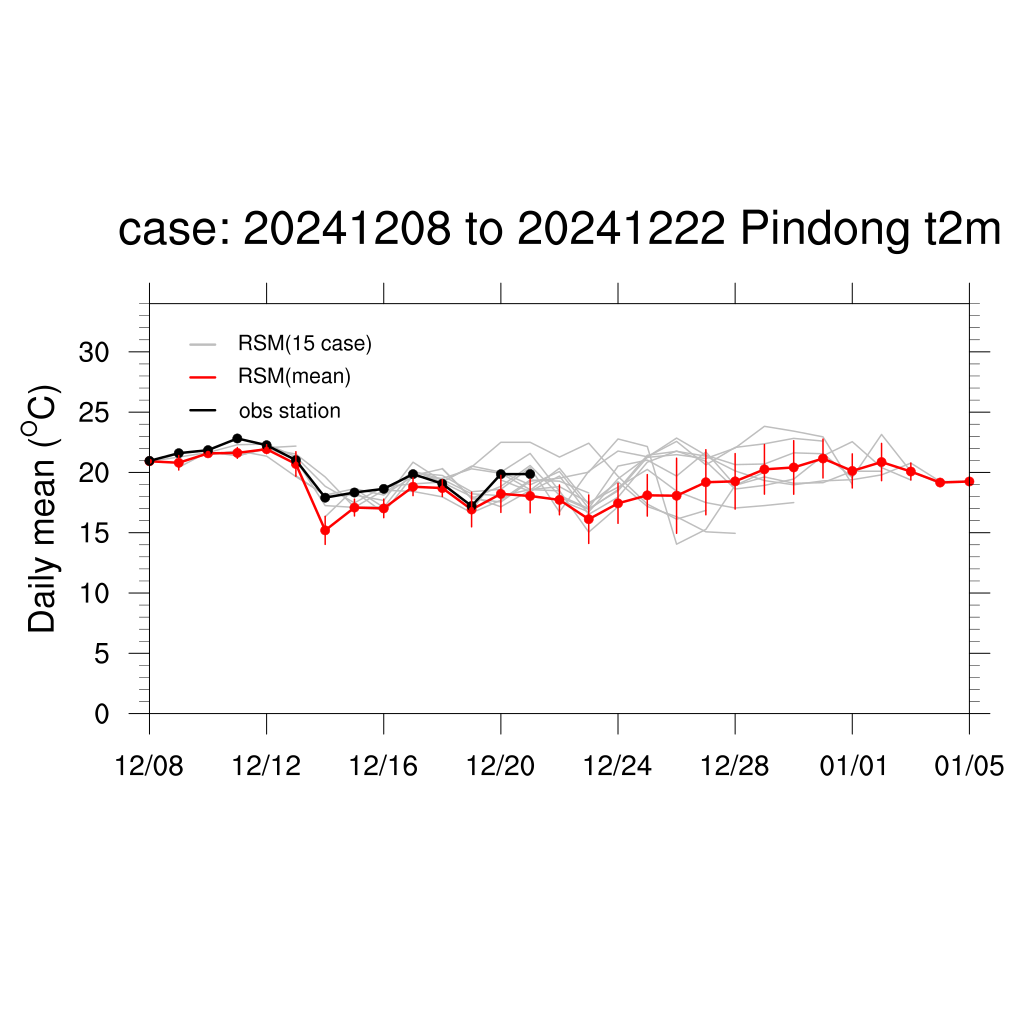 case: 20241208 to 20241222 Pindong t2m
RSM(15 case)
RSM(mean)
obs station
Daily mean (°C)
30
25
20
15
10
5
0
12/08 12/12 12/16 12/20 12/24 12/28 01/01 01/05